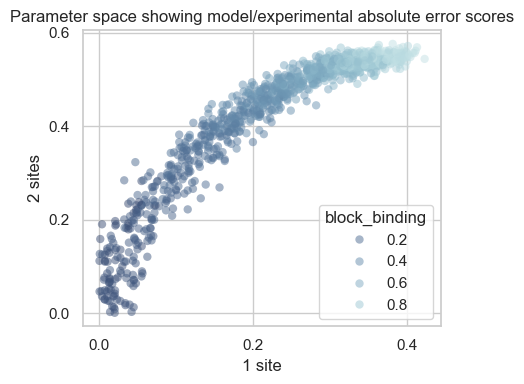 Parameter space showing model/experimental absolute error scores
0.6
0.4
0.2
0.0
2 sites
block_binding
0.2
0.4
0.6
0.8
0.0 0.2 0.4
1 site